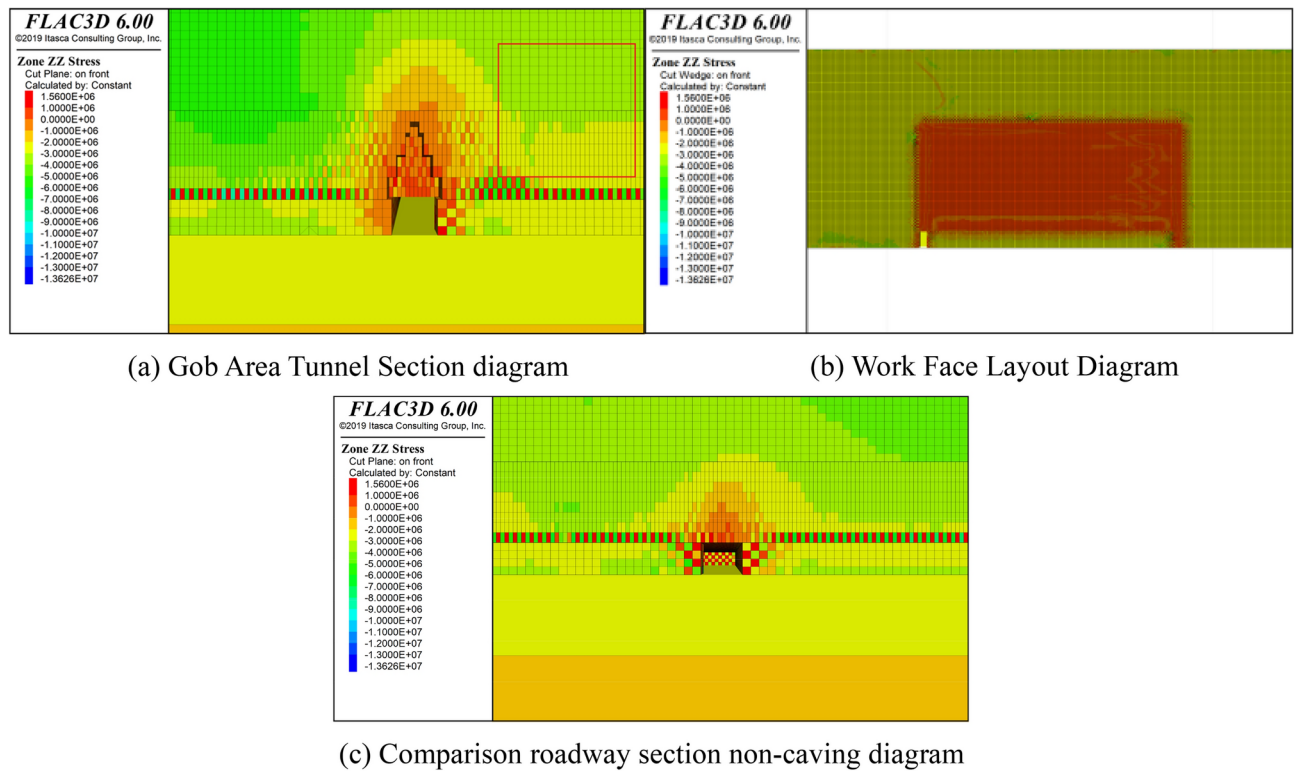 FLAC3D 6.00
©2019 Itasca Consulting Group, Inc.
Zone ZZ Stress
Cut Plane: on front
Calculated by: Constant
1.5600E+06
1.0000E+06
0.0000E+00
-1.0000E+06
-2.0000E+06
-3.0000E+06
-4.0000E+06
-5.0000E+06
-6.0000E+06
-7.0000E+06
-8.0000E+06
-9.0000E+06
-1.0000E+07
-1.1000E+07
-1.2000E+07
-1.3000E+07
-1.3626E+07
(a) Gob Area Tunnel Section diagram
FLAC3D 6.00
©2019 Itasca Consulting Group, Inc.
Zone ZZ Stress
Cut Wedge: on front
Calculated by: Constant
1.5600E+06
1.0000E+06
0.0000E+00
-1.0000E+06
-2.0000E+06
-3.0000E+06
-4.0000E+06
-5.0000E+06
-6.0000E+06
-7.0000E+06
-8.0000E+06
-9.0000E+06
-1.0000E+07
-1.1000E+07
-1.2000E+07
-1.3000E+07
-1.3626E+07
(b) Work Face Layout Diagram
FLAC3D 6.00
©2019 Itasca Consulting Group, Inc.
Zone ZZ Stress
Cut Plane: on front
Calculated by: Constant
1.5600E+06
1.0000E+06
0.0000E+00
-1.0000E+06
-2.0000E+06
-3.0000E+06
-4.0000E+06
-5.0000E+06
-6.0000E+06
-7.0000E+06
-8.0000E+06
-9.0000E+06
-1.0000E+07
-1.1000E+07
-1.2000E+07
-1.3000E+07
-1.3626E+07
(c) Comparison roadway section non-caving diagram